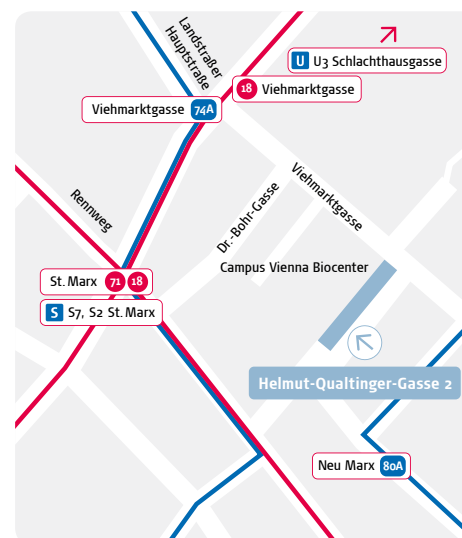 Landstraßer
Hauptstraße
U U3 Schlachthausgasse
18 Viehmarktgasse
Viehmarktgasse 74A
Viehmarktgasse
Rennweg
Dr.-Bohr-Gasse
Campus Vienna Biocenter
St. Marx 71 18
S S7, S2 St. Marx
Helmut-Qualtinger-Gasse 2
Neu Marx 80A